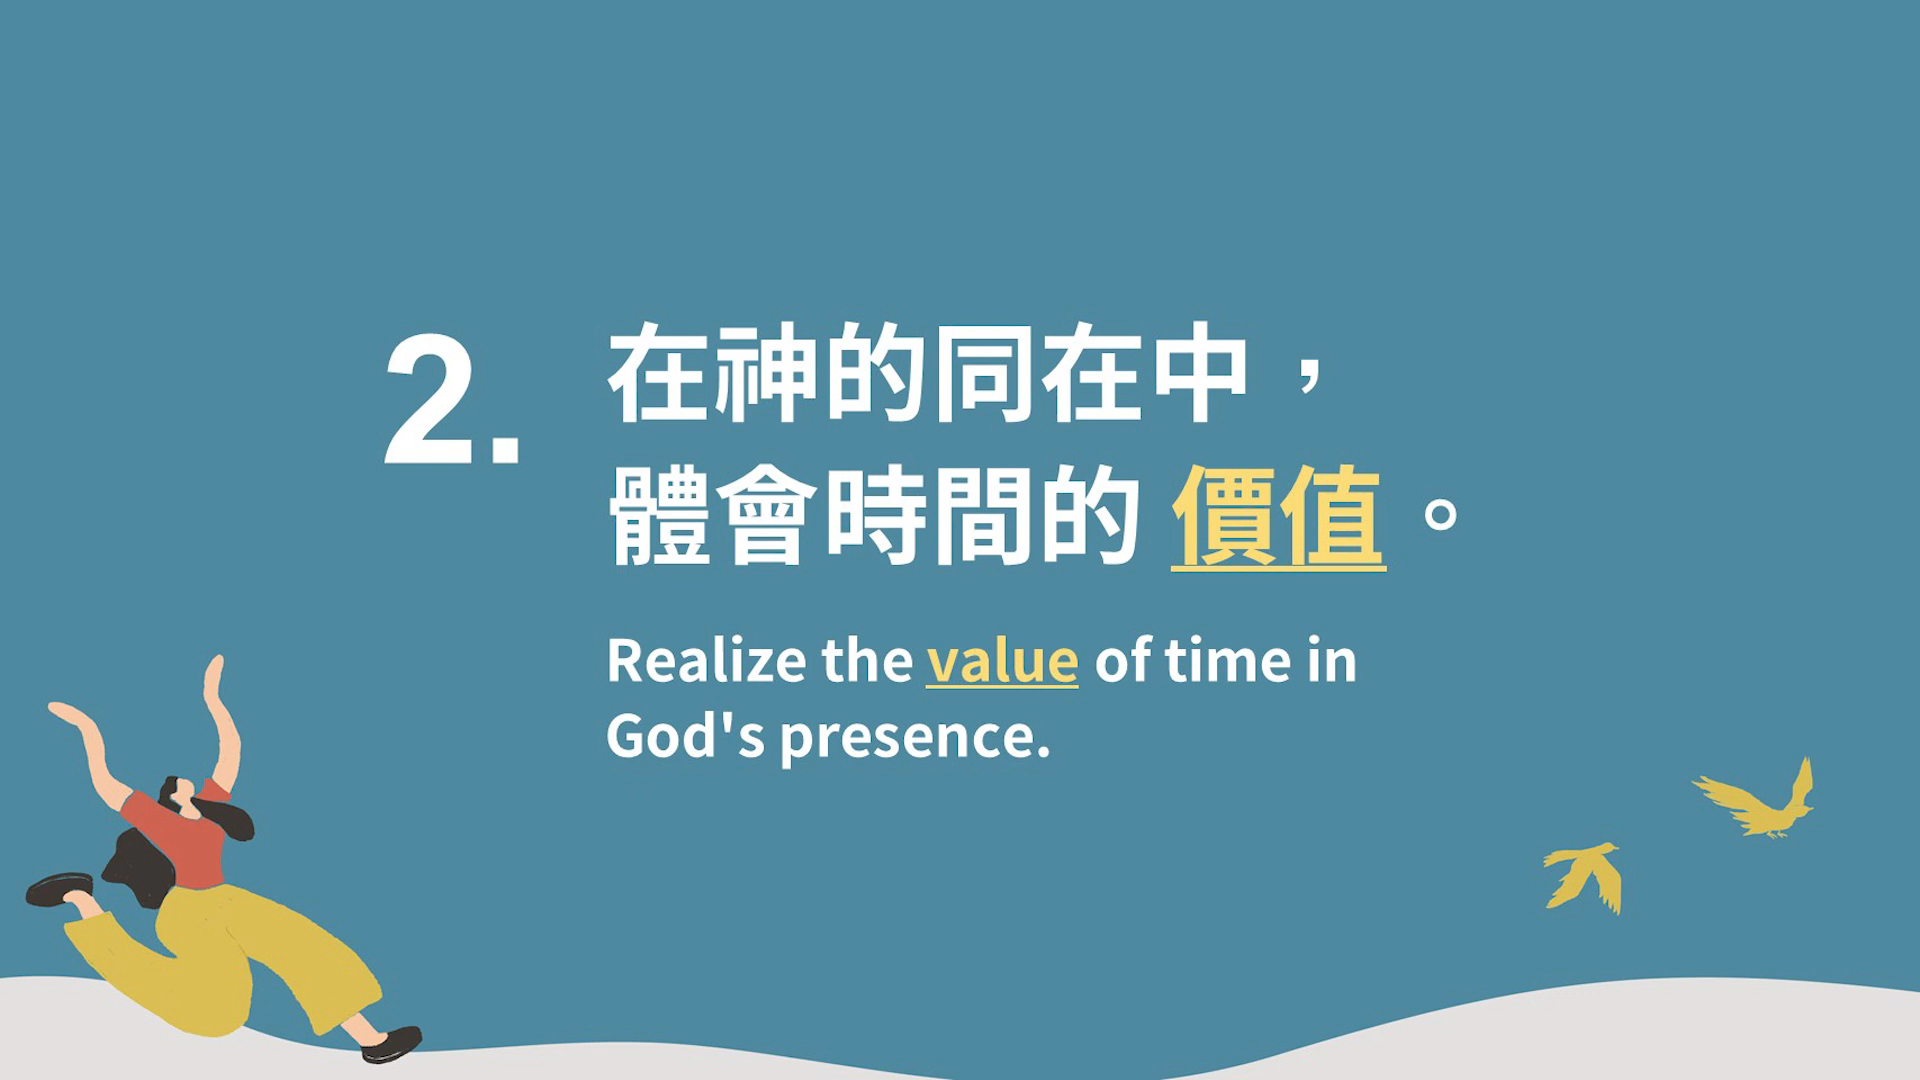 2.
在神的同在中，
體會時間的 價值 。
Realize the value of time in
God's presence.